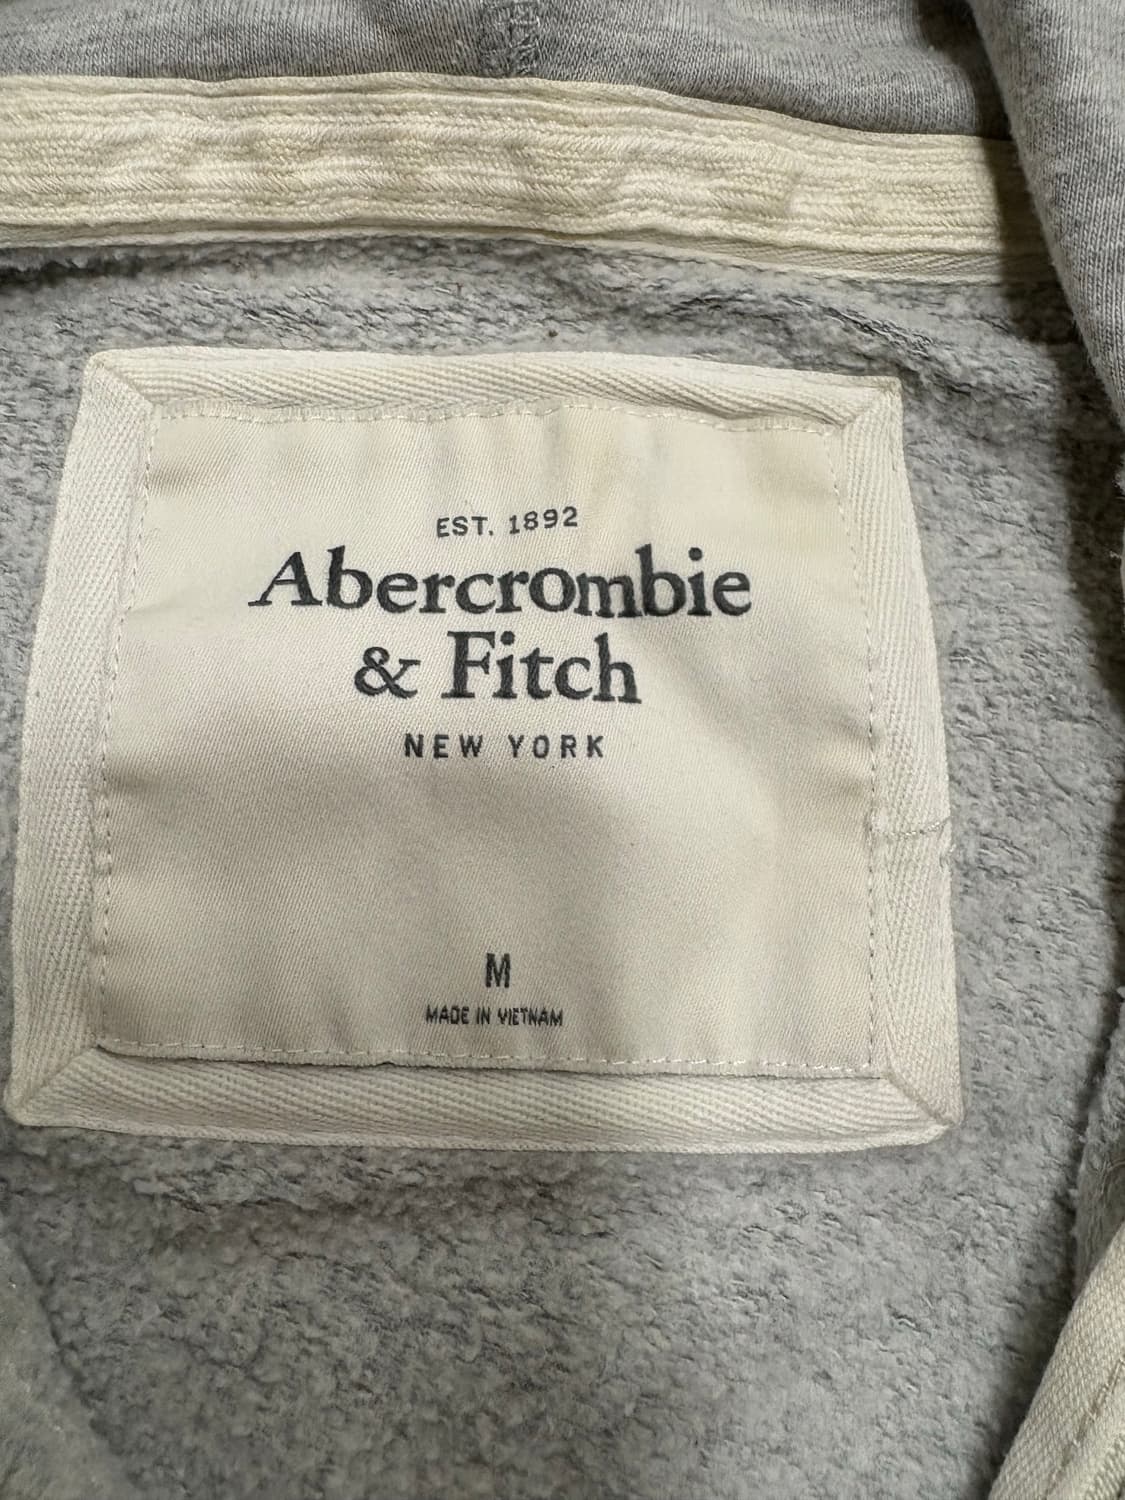 EST. 1892
Abercrombie
& Fitch
NEW YORK
M
MADE IN VIETNAM